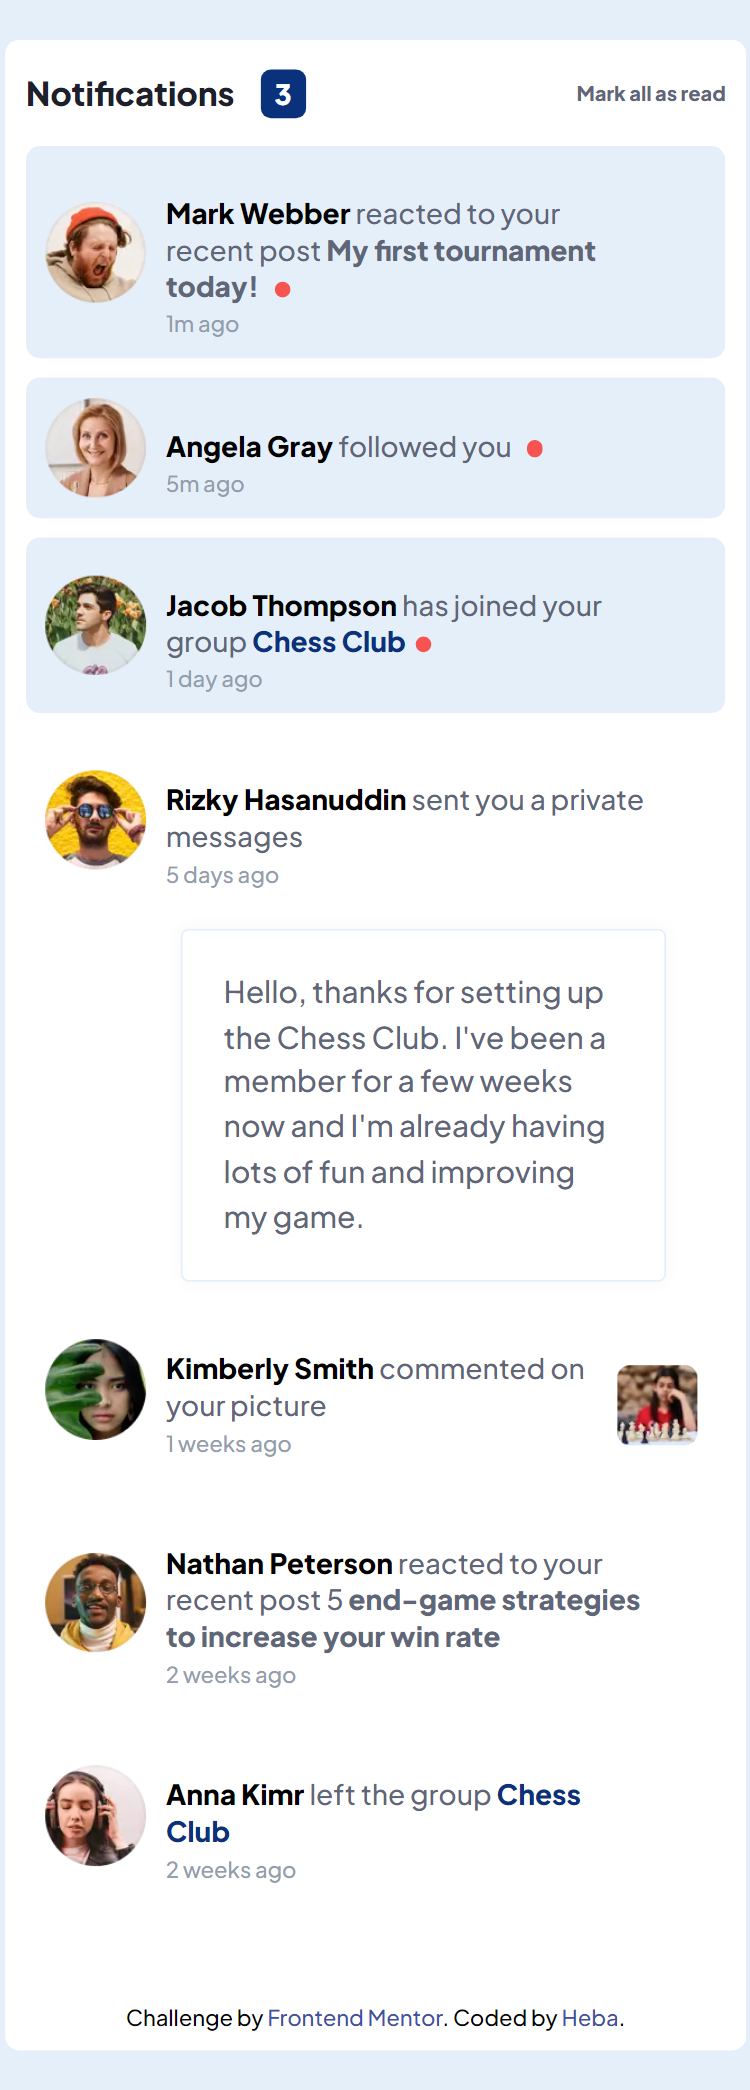 Notifications 3 Mark all as read
Mark Webber reacted to your
recent post My first tournament
today!
1m ago
Angela Gray followed you
5m ago
Jacob Thompson has joined your
group Chess Club
1 day ago
Rizky Hasanuddin sent you a private
messages
5 days ago
Hello, thanks for setting up
the Chess Club. I've been a
member for a few weeks
now and I'm already having
lots of fun and improving
my game.
Kimberly Smith commented on
your picture
1 weeks ago
Nathan Peterson reacted to your
recent post 5 end-game strategies
to increase your win rate
2 weeks ago
Anna Kimr left the group Chess
Club
2 weeks ago
Challenge by Frontend Mentor. Coded by Heba.